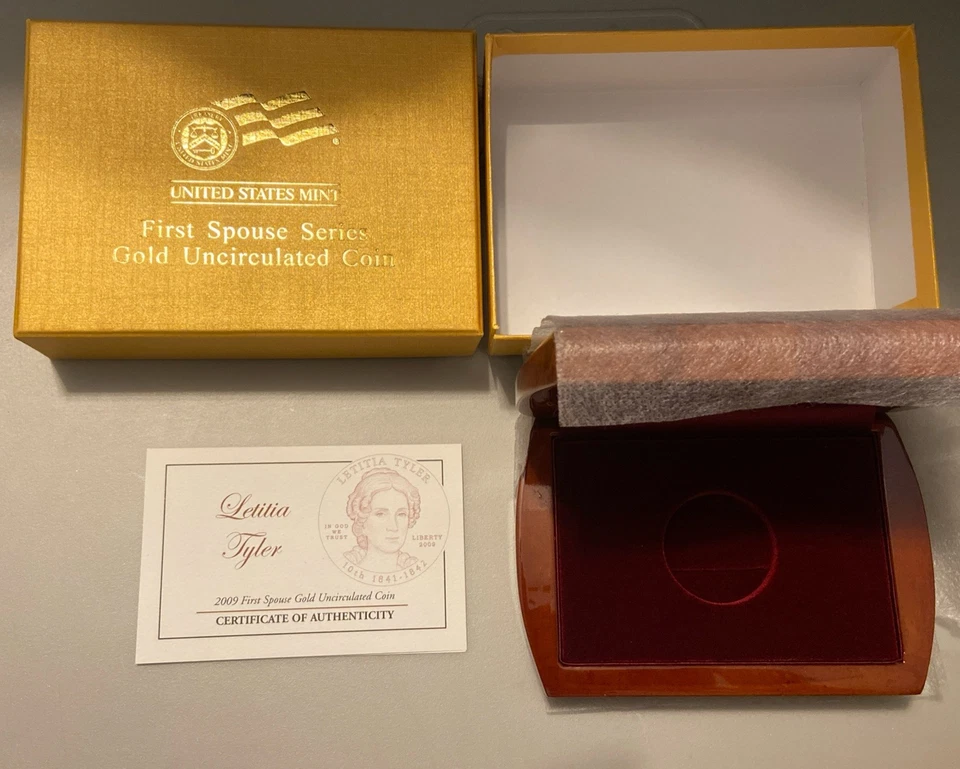 UNITED STATES MINT
First Spouse Series
Gold Uncirculated Coin
Letitia
Tyler
LETITIA TYLER
IN GOD
WE
TRUST
LIBERTY
2009
10th 1841-1842
2009 First Spouse Gold Uncirculated Coin
CERTIFICATE OF AUTHENTICITY